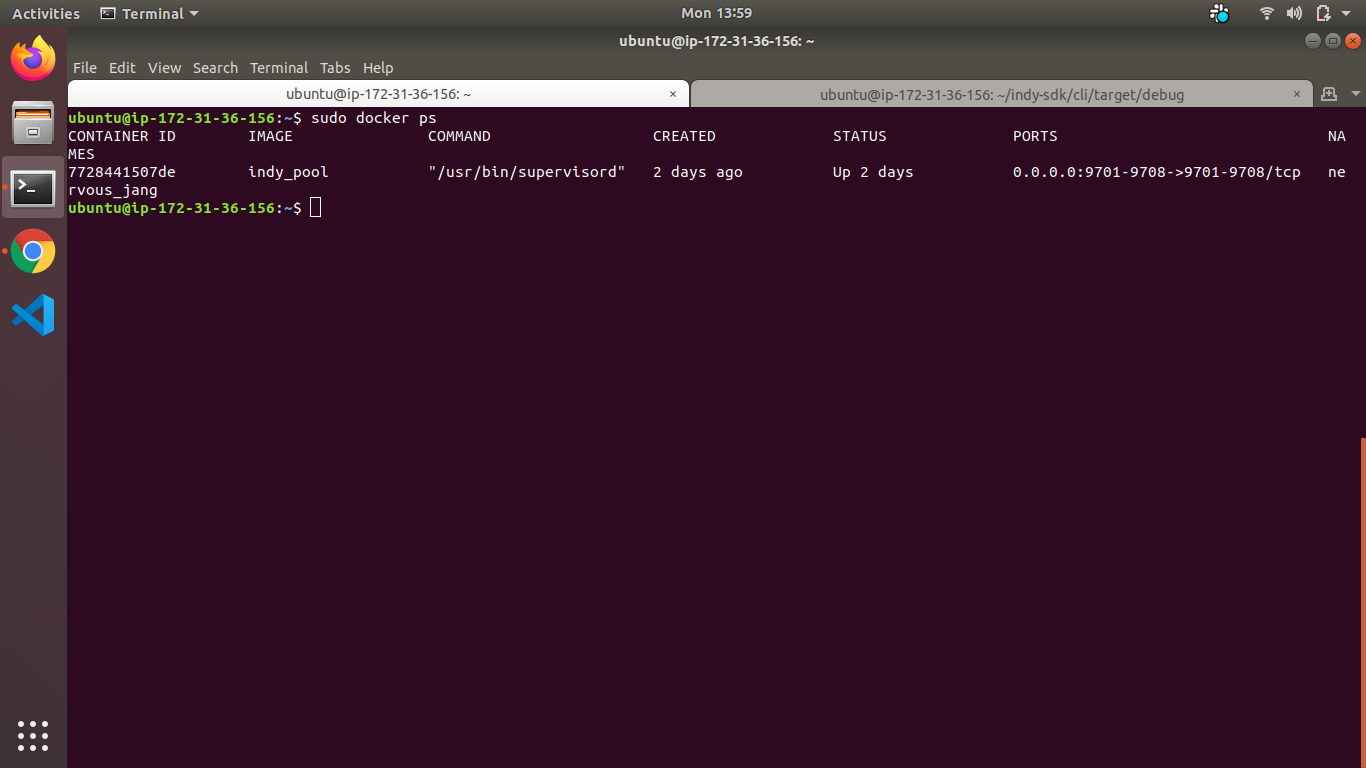 Activities Terminal Mon 13:59
ubuntu@ip-172-31-36-156: ~
File Edit View Search Terminal Tabs Help
ubuntu@ip-172-31-36-156: ~ × ubuntu@ip-172-31-36-156: ~/indy-sdk/cli/target/debug ×
ubuntu@ip-172-31-36-156:~$ sudo docker ps
CONTAINER ID        IMAGE               COMMAND                  CREATED             STATUS              PORTS                              NA
MES
7728441507de        indy_pool           "/usr/bin/supervisord"   2 days ago          Up 2 days           0.0.0.0:9701-9708->9701-9708/tcp   ne
rvous_jang
ubuntu@ip-172-31-36-156:~$